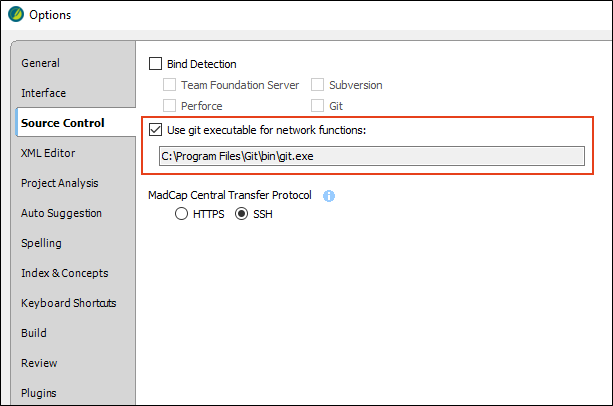 Options
General
Interface
Source Control
XML Editor
Project Analysis
Auto Suggestion
Spelling
Index & Concepts
Keyboard Shortcuts
Build
Review
Plugins
Bind Detection
Team Foundation Server
Subversion
Perforce
Git
Use git executable for network functions:
C:\Program Files\Git\bin\git.exe
MadCap Central Transfer Protocol
HTTPS
SSH